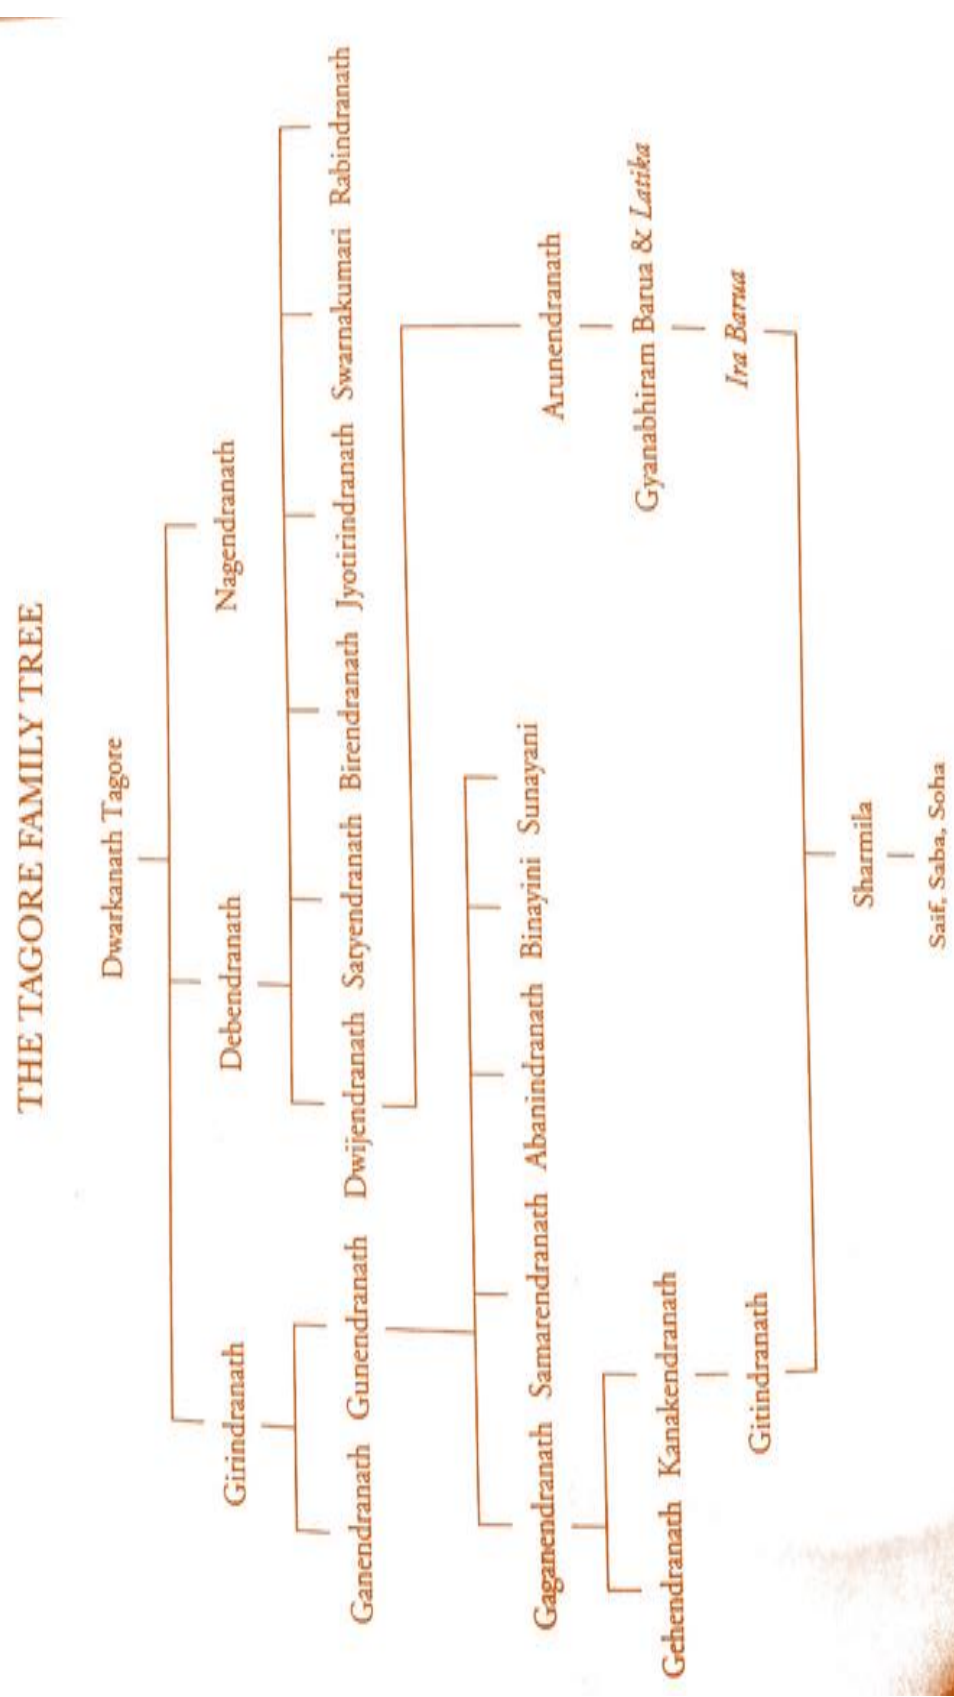 THE TAGORE FAMILY TREE
Dwarkanath Tagore
Girindranath Debendranath Nagendranath
Ganendranath Gunendranath Dwijendranath Satyendranath Birendranath Jyotirindranath Swarnakumari Rabindranath
Gaganendranath Samarendranath Abanindranath Binayini Sunayani Arunendranath
Gehendranath Kanakendranath Gyanabhiram Barua & Latika
Gitindranath Ira Barua
Sharmila
Saif, Saba, Soha